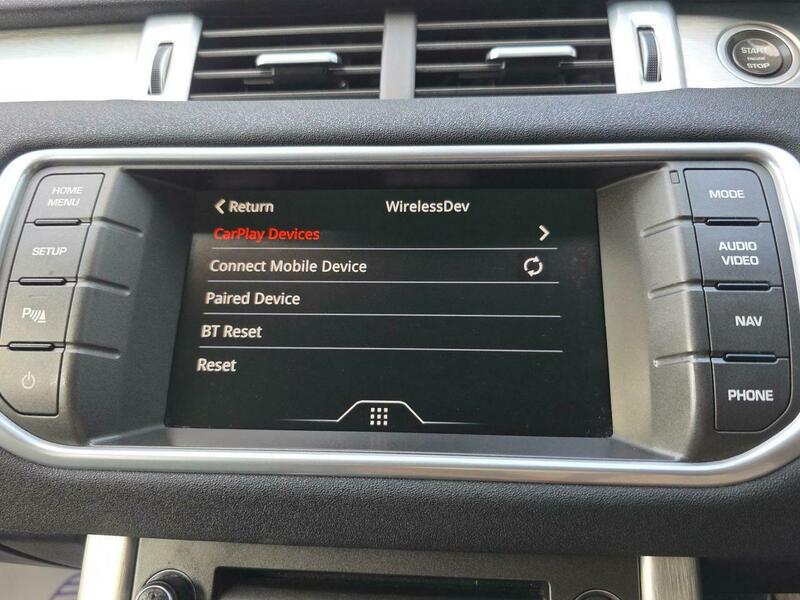 START
ENGINE
STOP
HOME
MENU
SETUP
P
Return
WirelessDev
CarPlay Devices
Connect Mobile Device
Paired Device
BT Reset
Reset
MODE
AUDIO
VIDEO
NAV
PHONE